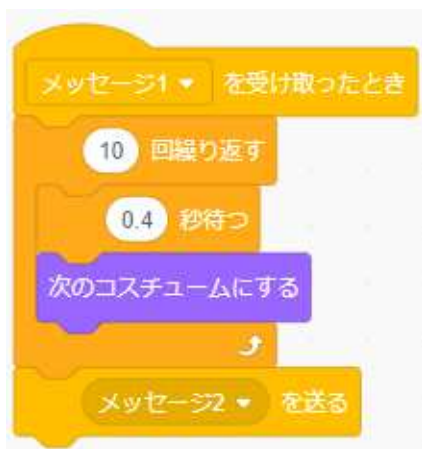 メッセージ1 を受け取ったとき
10 回繰り返す
0.4 秒待つ
次のコスチュームにする
メッセージ2 を送る